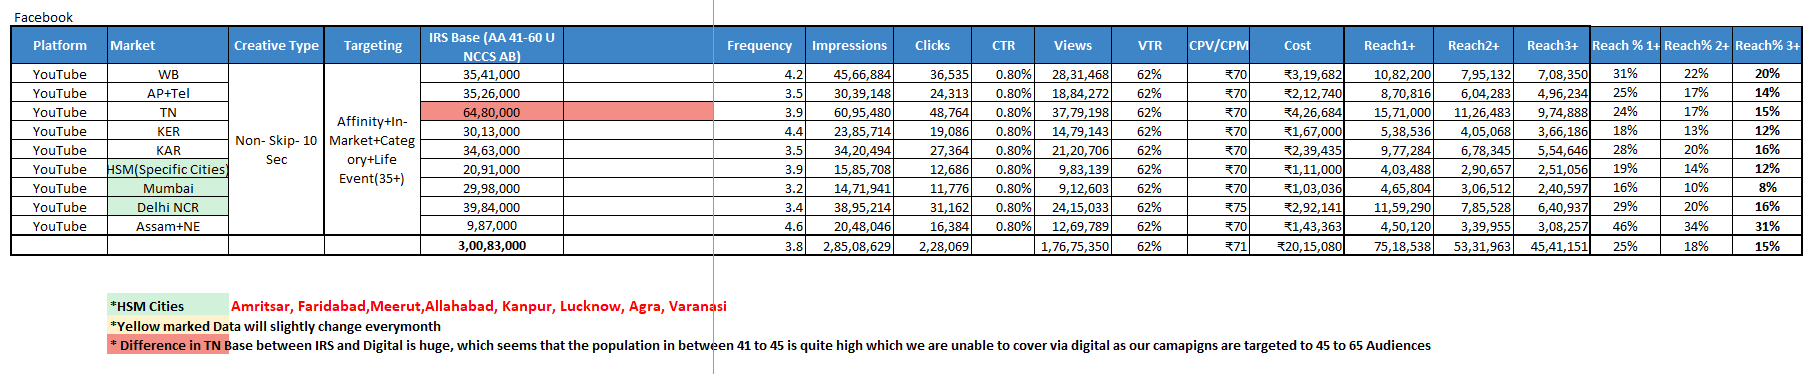 Facebook
Platform Market Creative Type Targeting IRS Base (AA 41-60 U NCCS AB) Frequency Impressions Clicks CTR Views VTR CPV/CPM Cost Reach1+ Reach2+ Reach3+ Reach % 1+ Reach% 2+ Reach% 3+
YouTube WB Non- Skip- 10 Sec Affinity+In-Market+Category+Life Event(35+) 35,41,000 4.2 45,66,884 36,535 0.80% 28,31,468 62% ₹70 ₹3,19,682 10,82,200 7,95,132 7,08,350 31% 22% 20%
YouTube AP+Tel 35,26,000 3.5 30,39,148 24,313 0.80% 18,84,272 62% ₹70 ₹2,12,740 8,70,816 6,04,283 4,96,234 25% 17% 14%
YouTube TN 64,80,000 3.9 60,95,480 48,764 0.80% 37,79,198 62% ₹70 ₹4,26,684 15,71,000 11,26,483 9,74,888 24% 17% 15%
YouTube KER 30,13,000 4.4 23,85,714 19,086 0.80% 14,79,143 62% ₹70 ₹1,67,000 5,38,536 4,05,068 3,66,186 18% 13% 12%
YouTube KAR 34,63,000 3.5 34,20,494 27,364 0.80% 21,20,706 62% ₹70 ₹2,39,435 9,77,284 6,78,345 5,54,646 28% 20% 16%
YouTube HSM(Specific Cities) 20,91,000 3.9 15,85,708 12,686 0.80% 9,83,139 62% ₹70 ₹1,11,000 4,03,488 2,90,657 2,51,056 19% 14% 12%
YouTube Mumbai 29,98,000 3.2 14,71,941 11,776 0.80% 9,12,603 62% ₹70 ₹1,03,036 4,65,804 3,06,512 2,40,597 16% 10% 8%
YouTube Delhi NCR 39,84,000 3.4 38,95,214 31,162 0.80% 24,15,033 62% ₹75 ₹2,92,141 11,59,290 7,85,528 6,40,937 29% 20% 16%
YouTube Assam+NE 9,87,000 4.6 20,48,046 16,384 0.80% 12,69,789 62% ₹70 ₹1,43,363 4,50,120 3,39,955 3,08,257 46% 34% 31%
3,00,83,000 3.8 2,85,08,629 2,28,069 1,76,75,350 62% ₹71 ₹20,15,080 75,18,538 53,31,963 45,41,151 25% 18% 15%
*HSM Cities Amritsar, Faridabad,Meerut,Allahabad, Kanpur, Lucknow, Agra, Varanasi
*Yellow marked Data will slightly change everymonth
* Difference in TN Base between IRS and Digital is huge, which seems that the population in between 41 to 45 is quite high which we are unable to cover via digital as our camapigns are targeted to 45 to 65 Audiences